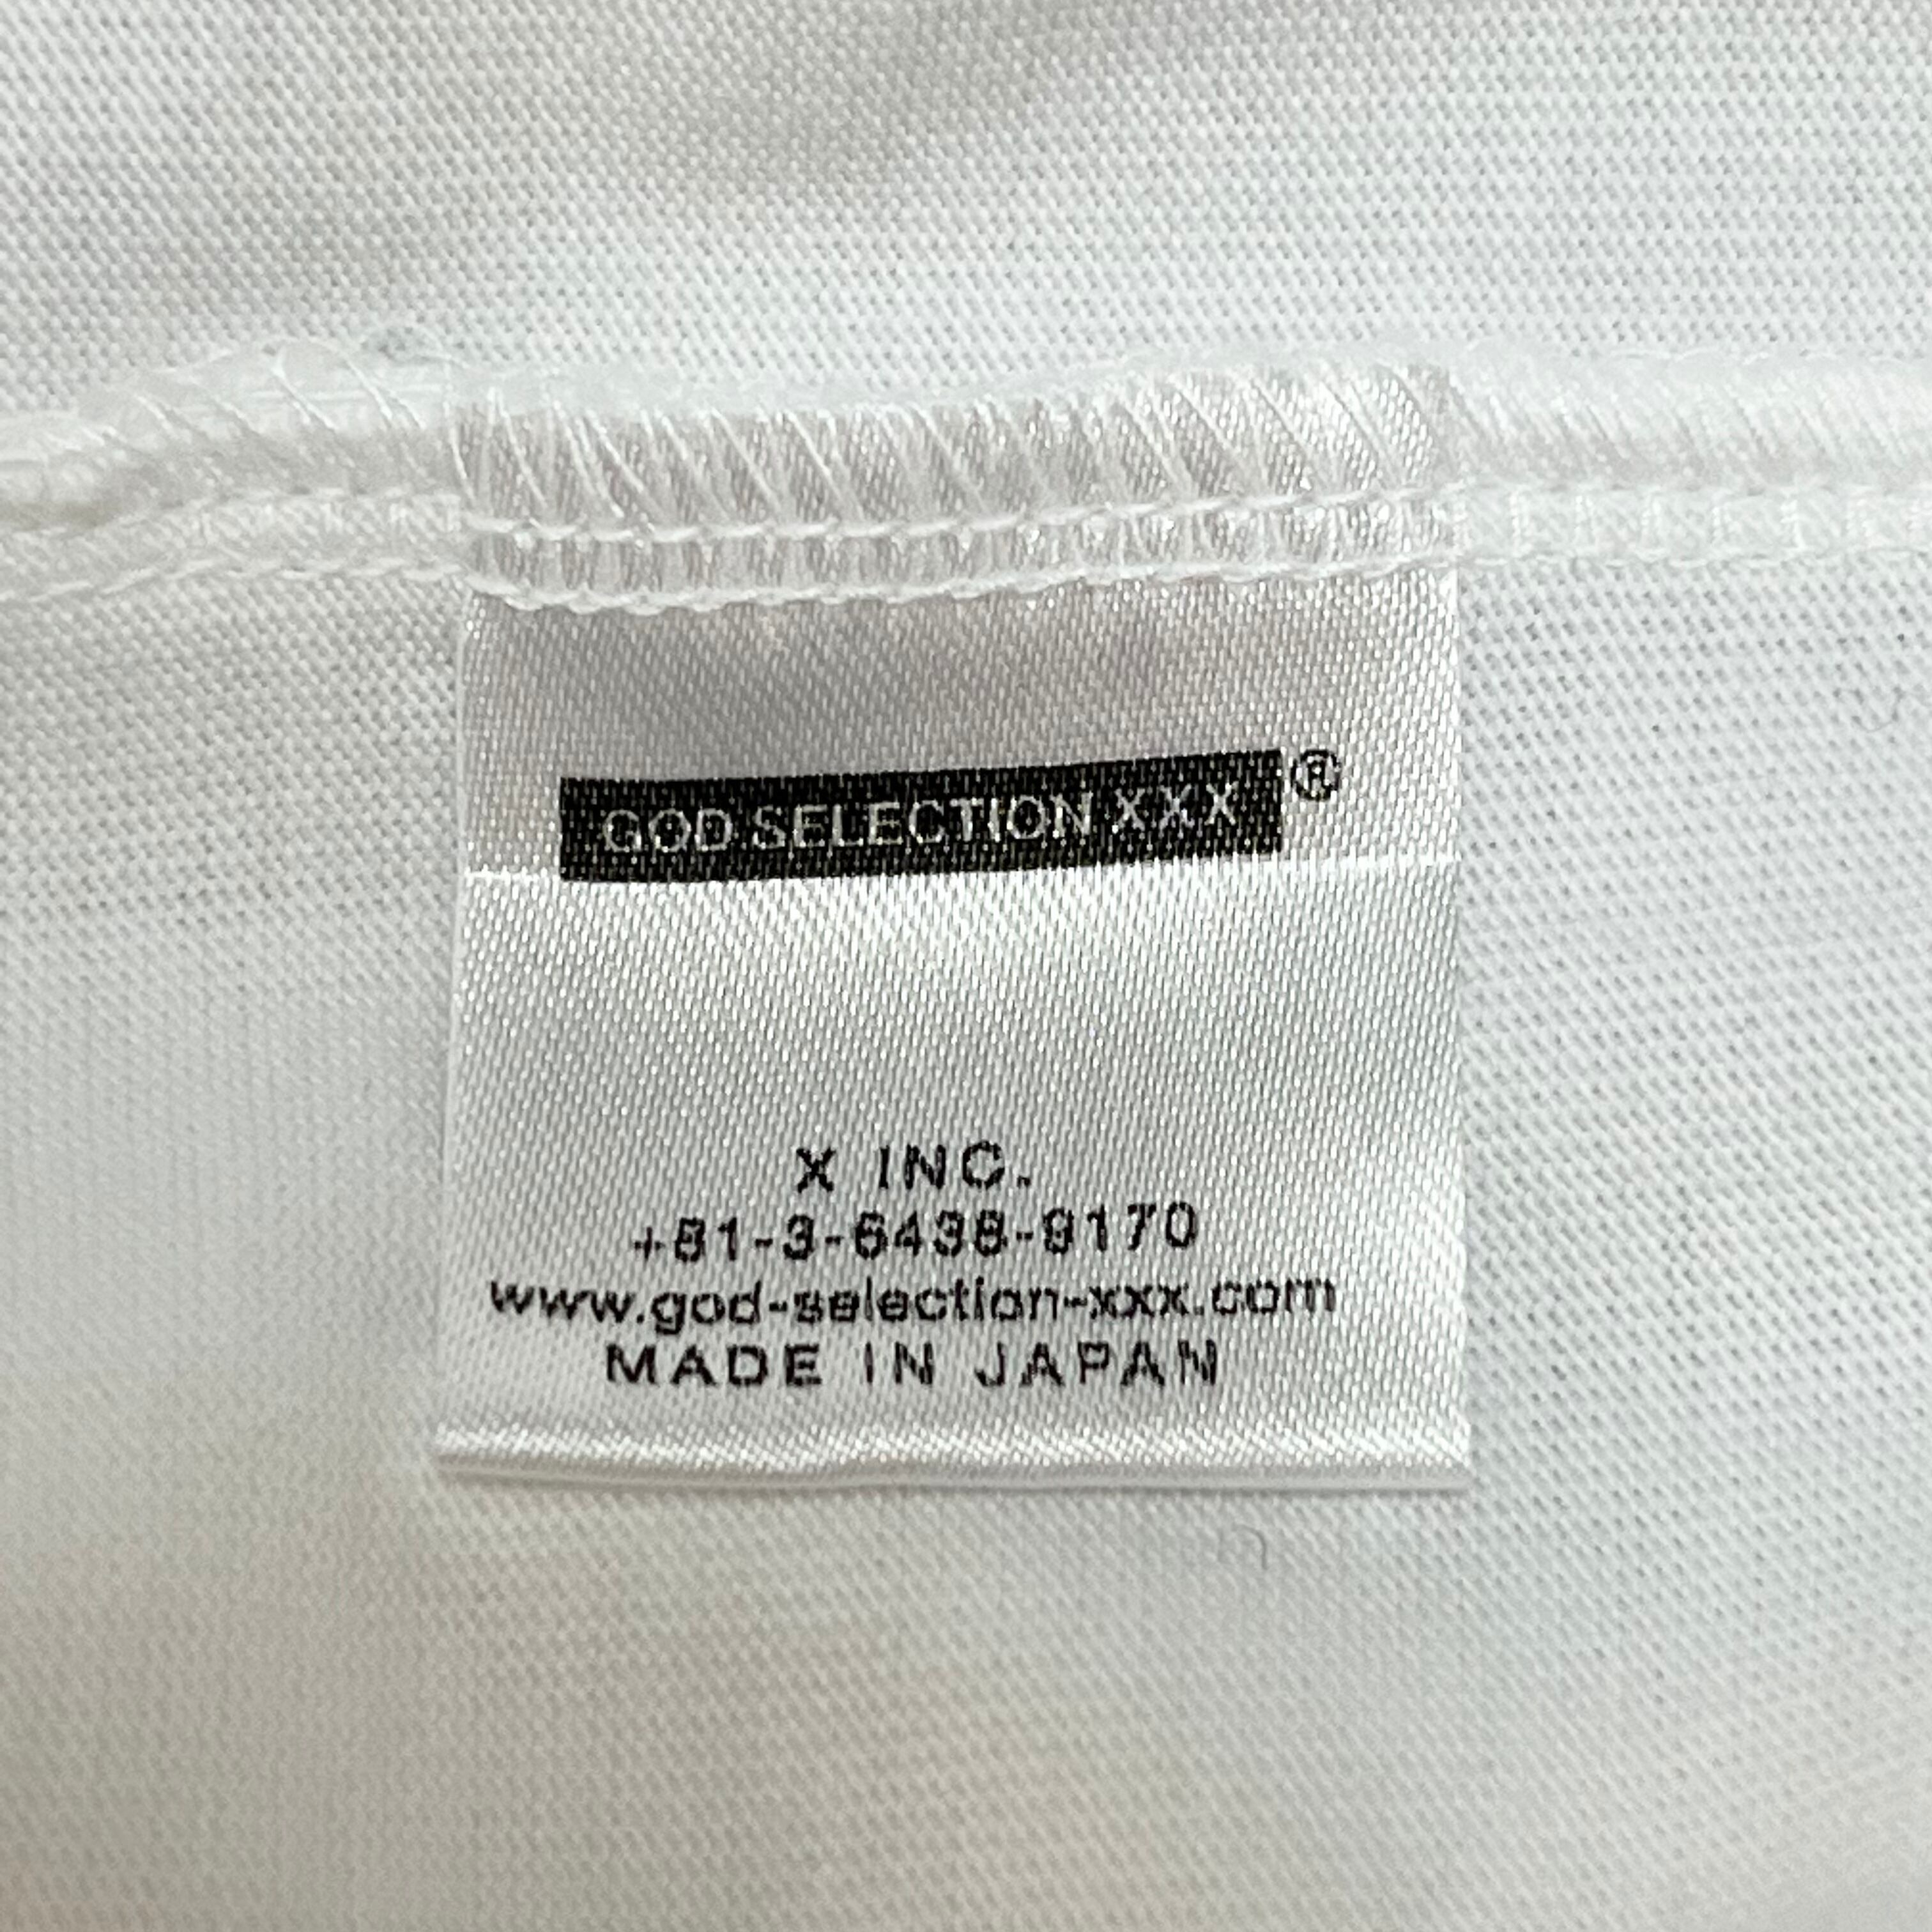 GOD SELECTION XXX®
X INC.
+81-3-6438-9170
www.god-selection-xxx.com
MADE IN JAPAN